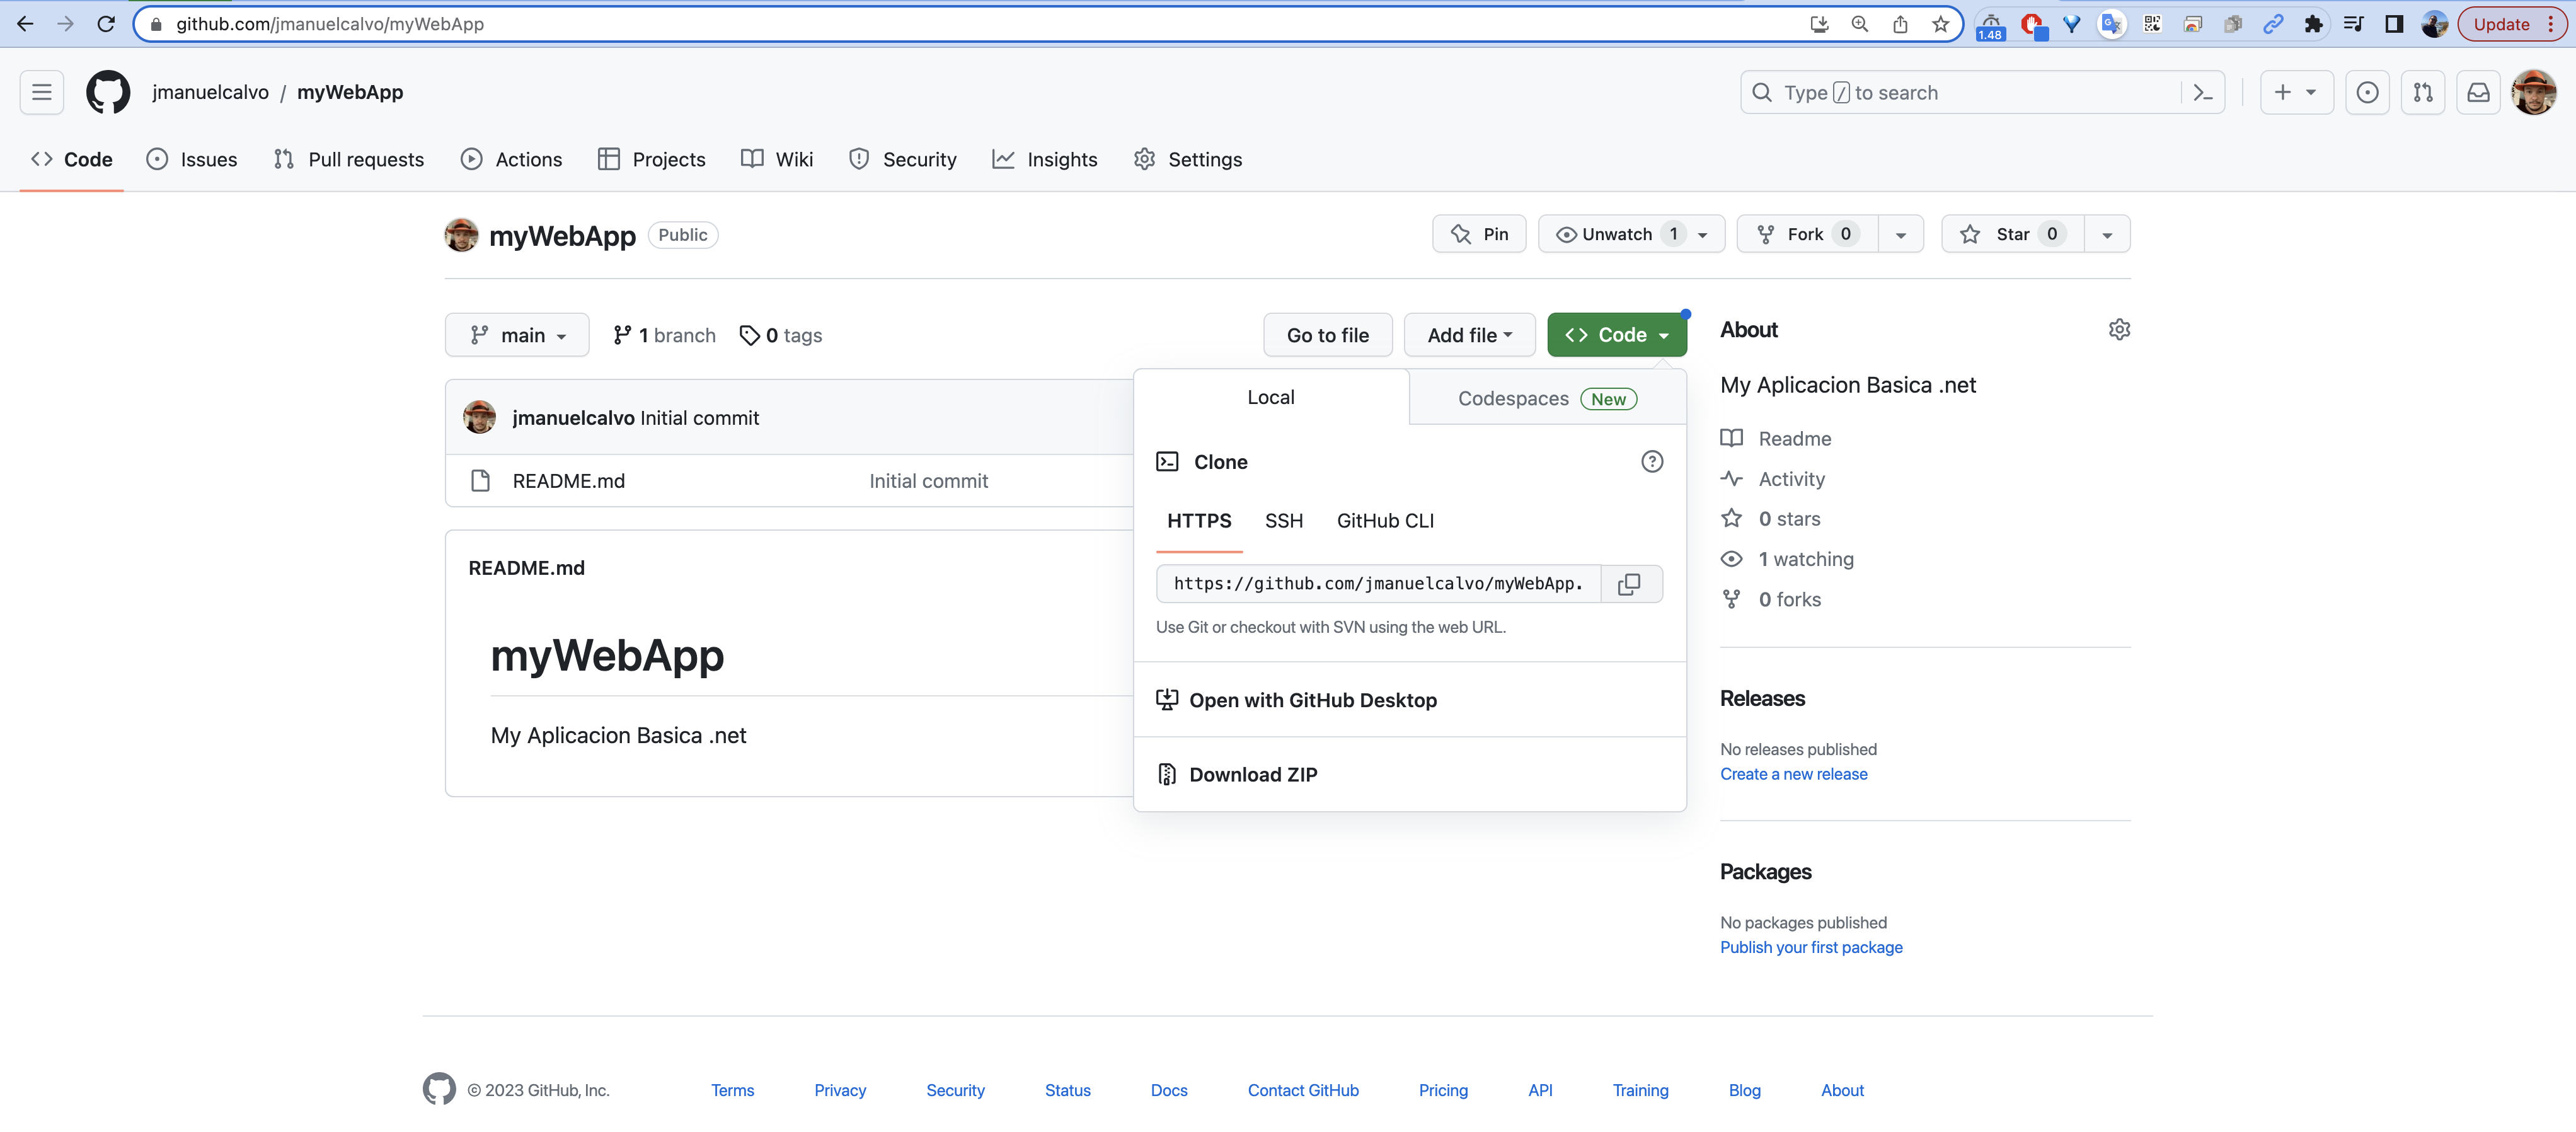 github.com/jmanuelcalvo/myWebApp
1.48
Update
jmanuelcalvo / myWebApp
Type / to search
Code Issues Pull requests Actions Projects Wiki Security Insights Settings
myWebApp Public
Pin Unwatch 1 Fork 0 Star 0
main 1 branch 0 tags
Go to file Add file Code
jmanuelcalvo Initial commit
README.md Initial commit
README.md
myWebApp
My Aplicacion Basica .net
Local Codespaces New
Clone
HTTPS SSH GitHub CLI
https://github.com/jmanuelcalvo/myWebApp.
Use Git or checkout with SVN using the web URL.
Open with GitHub Desktop
Download ZIP
About
My Aplicacion Basica .net
Readme
Activity
0 stars
1 watching
0 forks
Releases
No releases published
Create a new release
Packages
No packages published
Publish your first package
© 2023 GitHub, Inc. Terms Privacy Security Status Docs Contact GitHub Pricing API Training Blog About